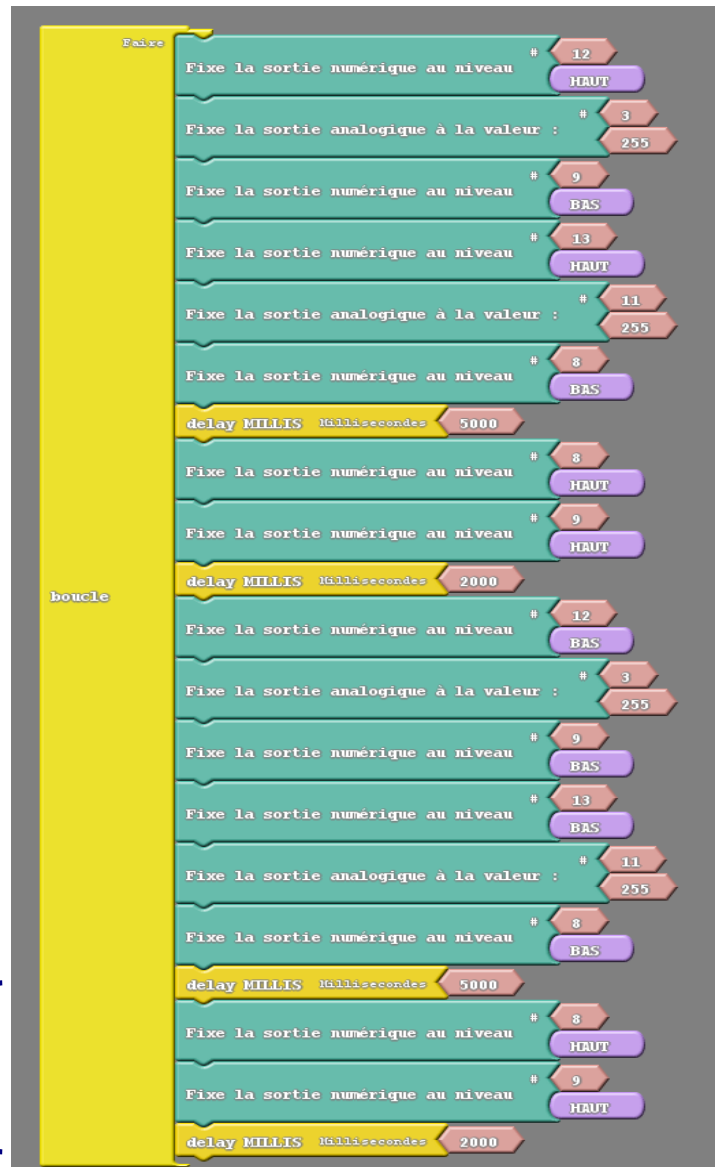 Faire
Fixe la sortie numérique au niveau # 12
HAUT
Fixe la sortie analogique à la valeur : # 3
255
Fixe la sortie numérique au niveau # 9
BAS
Fixe la sortie numérique au niveau # 13
HAUT
Fixe la sortie analogique à la valeur : # 11
255
Fixe la sortie numérique au niveau # 8
BAS
delay MILLIS Millisecondes 5000
Fixe la sortie numérique au niveau # 8
HAUT
Fixe la sortie numérique au niveau # 9
HAUT
delay MILLIS Millisecondes 2000
boucle
Fixe la sortie numérique au niveau # 12
BAS
Fixe la sortie analogique à la valeur : # 3
255
Fixe la sortie numérique au niveau # 9
BAS
Fixe la sortie numérique au niveau # 13
BAS
Fixe la sortie analogique à la valeur : # 11
255
Fixe la sortie numérique au niveau # 8
BAS
delay MILLIS Millisecondes 5000
Fixe la sortie numérique au niveau # 8
HAUT
Fixe la sortie numérique au niveau # 9
HAUT
delay MILLIS Millisecondes 2000